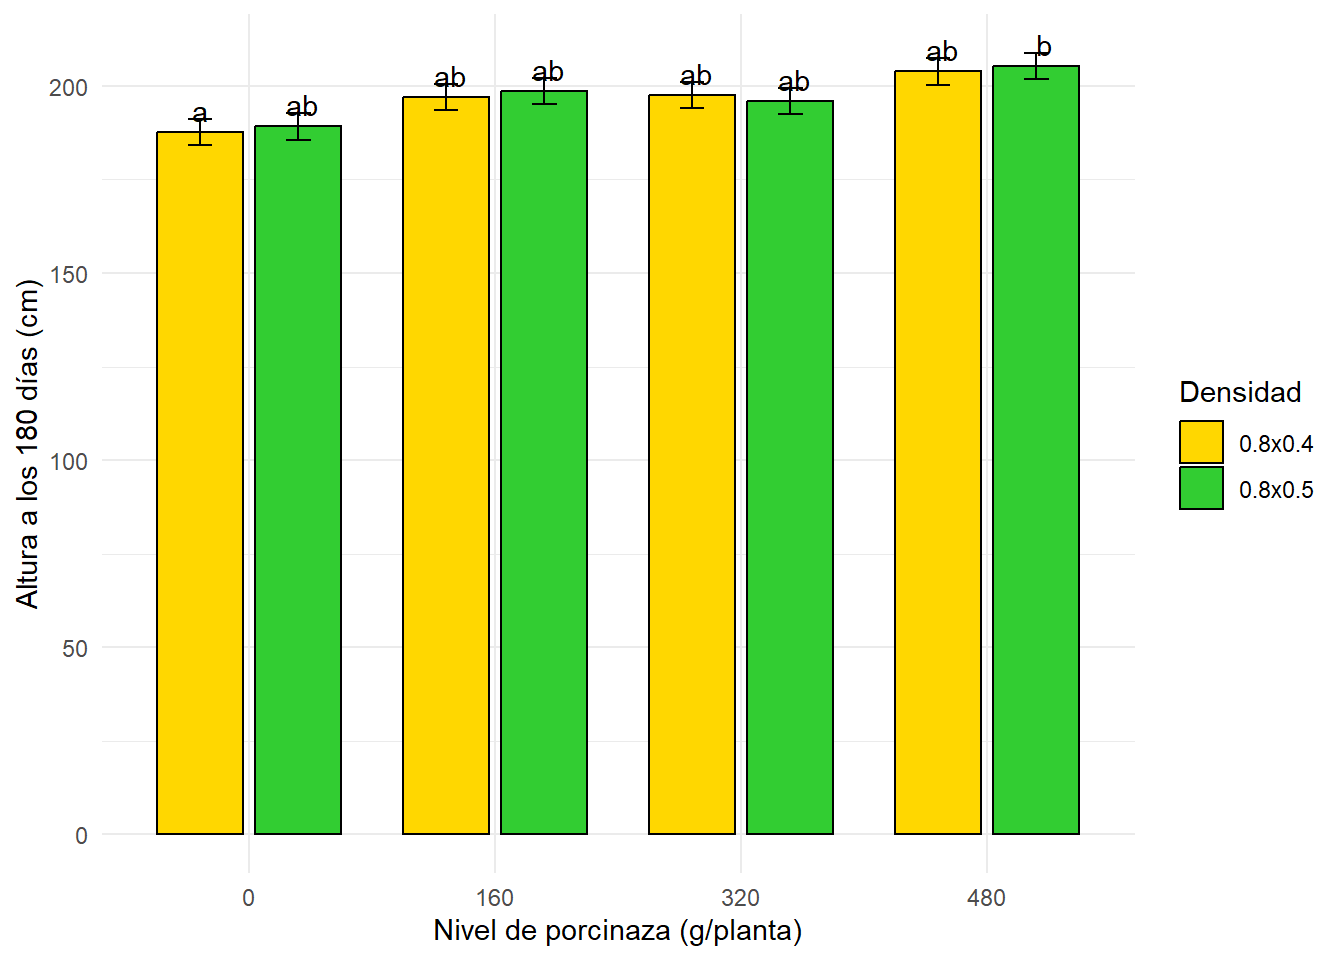 Altura a los 180 días (cm)
200
150
100
50
0
a
ab
ab
ab
ab
ab
ab
b
0
160
320
480
Nivel de porcinaza (g/planta)
Densidad
0.8x0.4
0.8x0.5